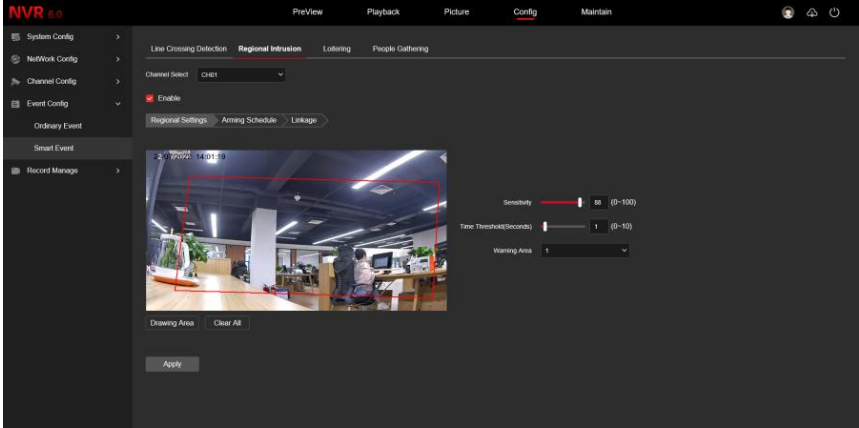 NVR 6.0
PreView Playback Picture Config Maintain
System Config
NetWork Config
Channel Config
Event Config
Ordinary Event
Smart Event
Record Manage
Line Crossing Detection Regional Intrusion Loitering People Gathering
Channel Select CH01
Enable
Regional Settings Arming Schedule Linkage
14:01:19
Sensitivity 88 (0~100)
Time Threshold(Seconds) 1 (0~10)
Warning Area 1
Drawing Area Clear All
Apply